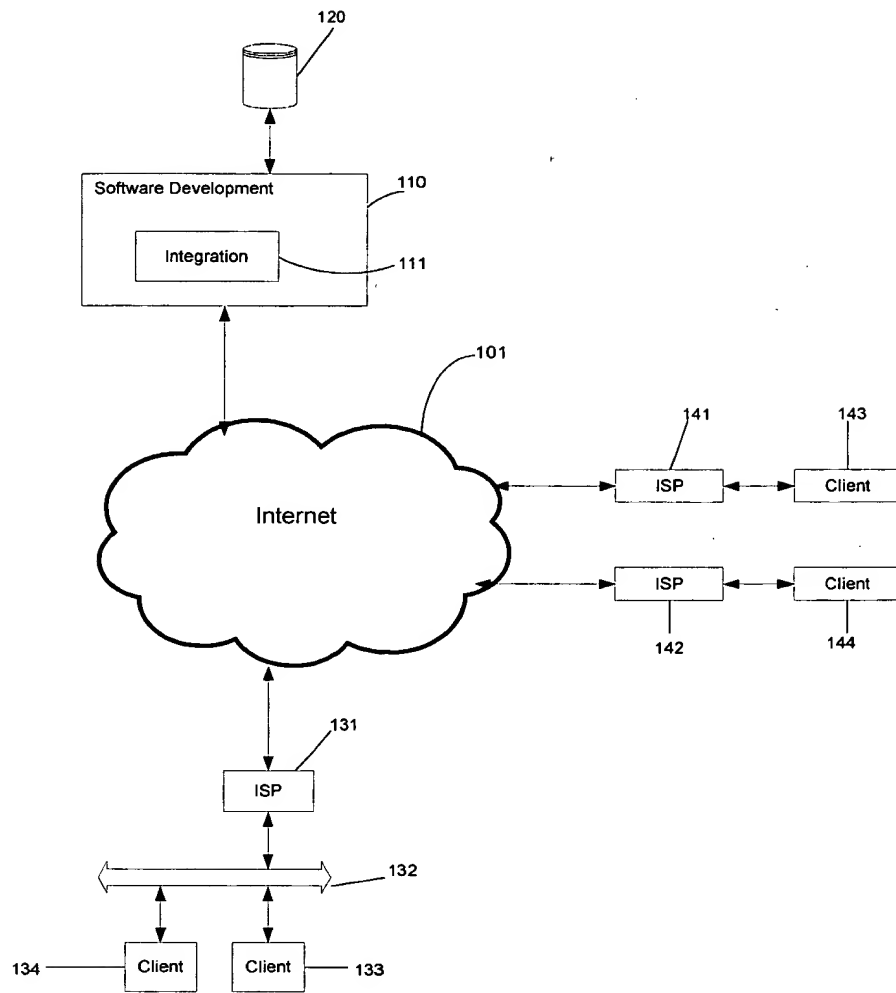 120
Software Development
110
Integration
111
101
141
143
ISP
Client
Internet
ISP
Client
142
144
131
ISP
132
134
Client
Client
133